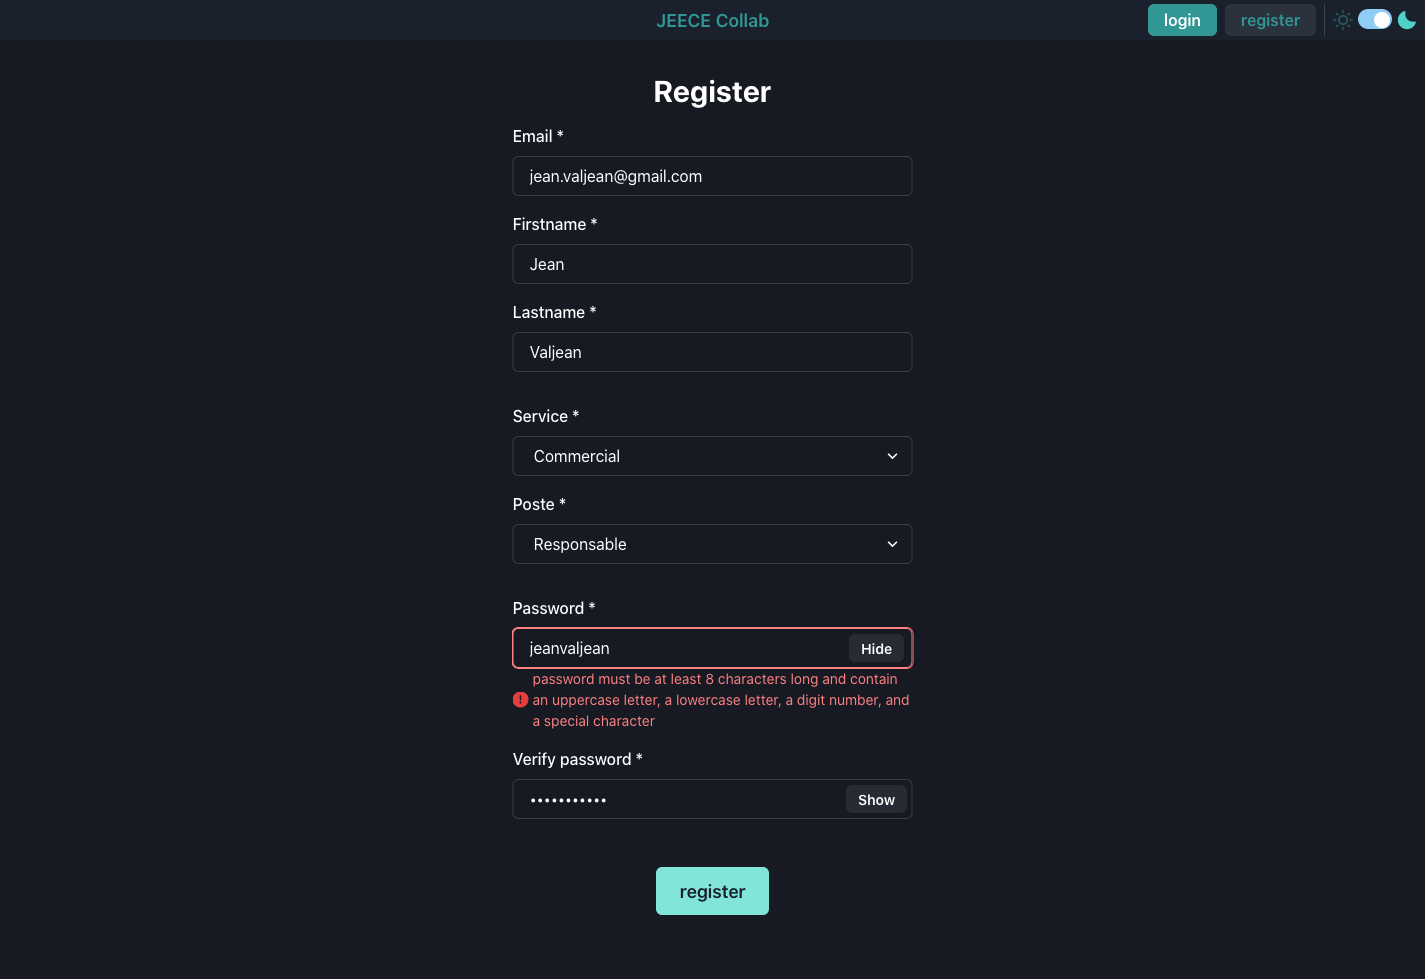 JEECE Collab
login
register
Register
Email *
jean.valjean@gmail.com
Firstname *
Jean
Lastname *
Valjean
Service *
Commercial
Poste *
Responsable
Password *
jeanvaljean
Hide
password must be at least 8 characters long and contain
an uppercase letter, a lowercase letter, a digit number, and
a special character
Verify password *
•••••••••••
Show
register